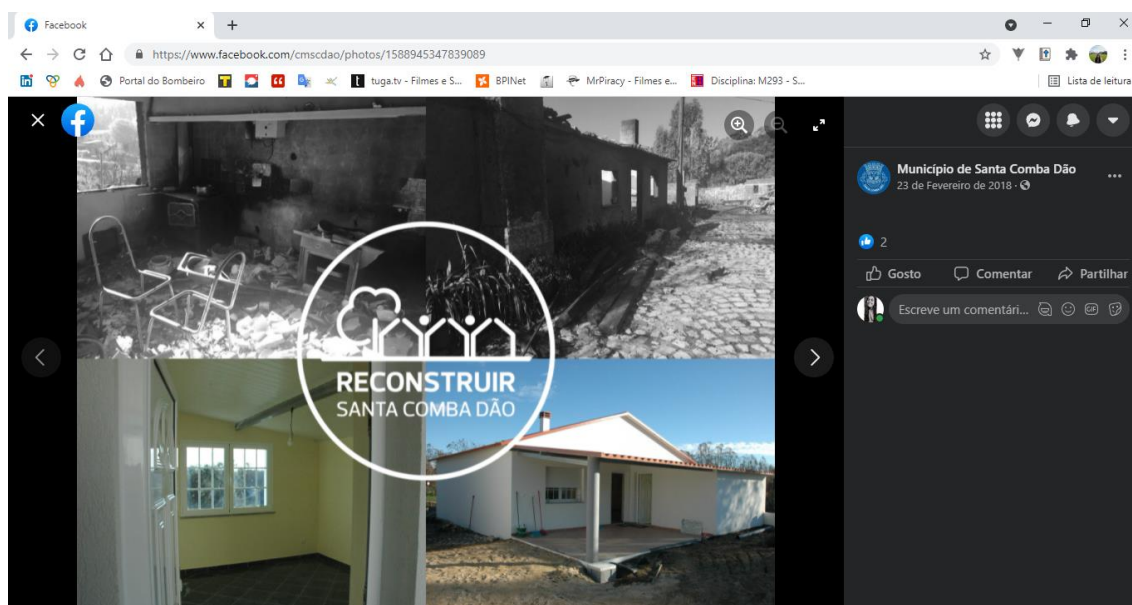 Facebook
https://www.facebook.com/cmscdao/photos/1588945347839089
Portal do Bombeiro
tuga.tv - Filmes e S...
BPINet
MrPiracy - Filmes e...
Disciplina: M293 - S...
Lista de leitura
Município de Santa Comba Dão
23 de Fevereiro de 2018 ·
2
Gosto
Comentar
Partilhar
Escreve um comentári...
GIF
RECONSTRUIR
SANTA COMBA DÃO